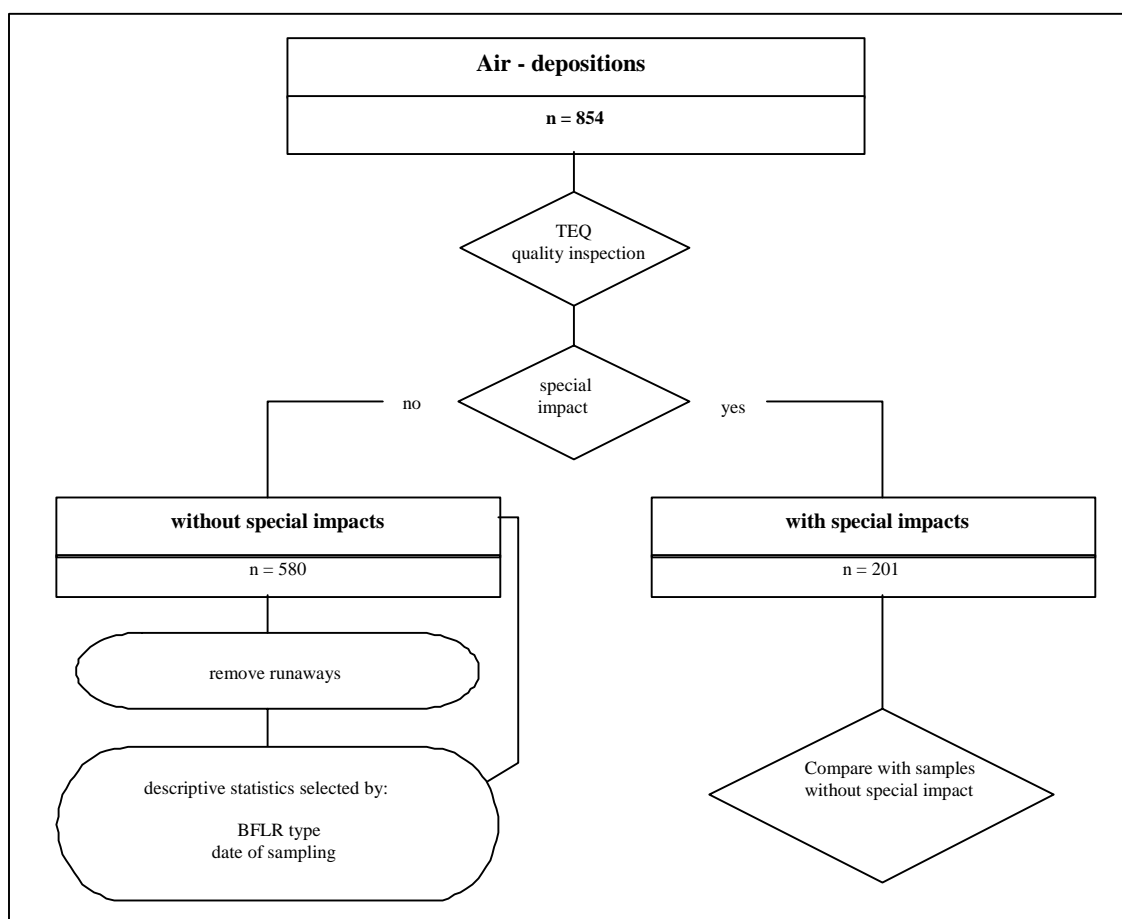 Air - depositions
n = 854
TEQ
quality inspection
special
impact
no
yes
without special impacts
n = 580
with special impacts
n = 201
remove runaways
descriptive statistics selected by:
BFLR type
date of sampling
Compare with samples
without special impact